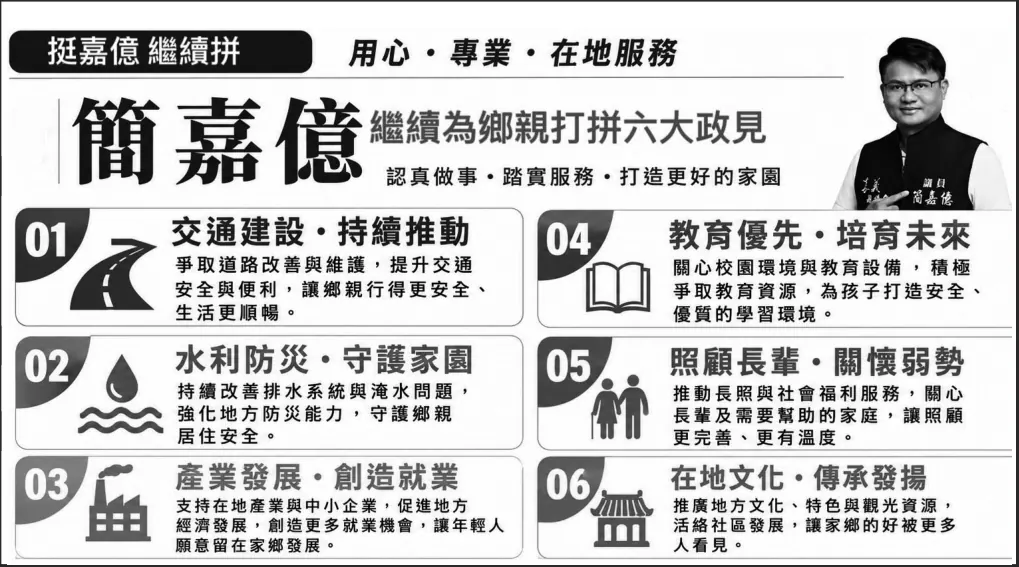 挺嘉億 繼續拼
用心・專業・在地服務
簡嘉億
繼續為鄉親打拼六大政見
認真做事・踏實服務・打造更好的家園
議員
簡嘉億
01
交通建設・持續推動
爭取道路改善與維護，提升交通
安全與便利，讓鄉親行得更安全、
生活更順暢。
02
水利防災・守護家園
持續改善排水系統與淹水問題，
強化地方防災能力，守護鄉親
居住安全。
03
產業發展・創造就業
支持在地產業與中小企業，促進地方
經濟發展，創造更多就業機會，讓年輕人
願意留在家鄉發展。
04
教育優先・培育未來
關心校園環境與教育設備，積極
爭取教育資源，為孩子打造安全、
優質的學習環境。
05
照顧長輩・關懷弱勢
推動長照與社會福利服務，關心
長輩及需要幫助的家庭，讓照顧
更完善、更有溫度。
06
在地文化・傳承發揚
推廣地方文化、特色與觀光資源，
活絡社區發展，讓家鄉的好被更多
人看見。